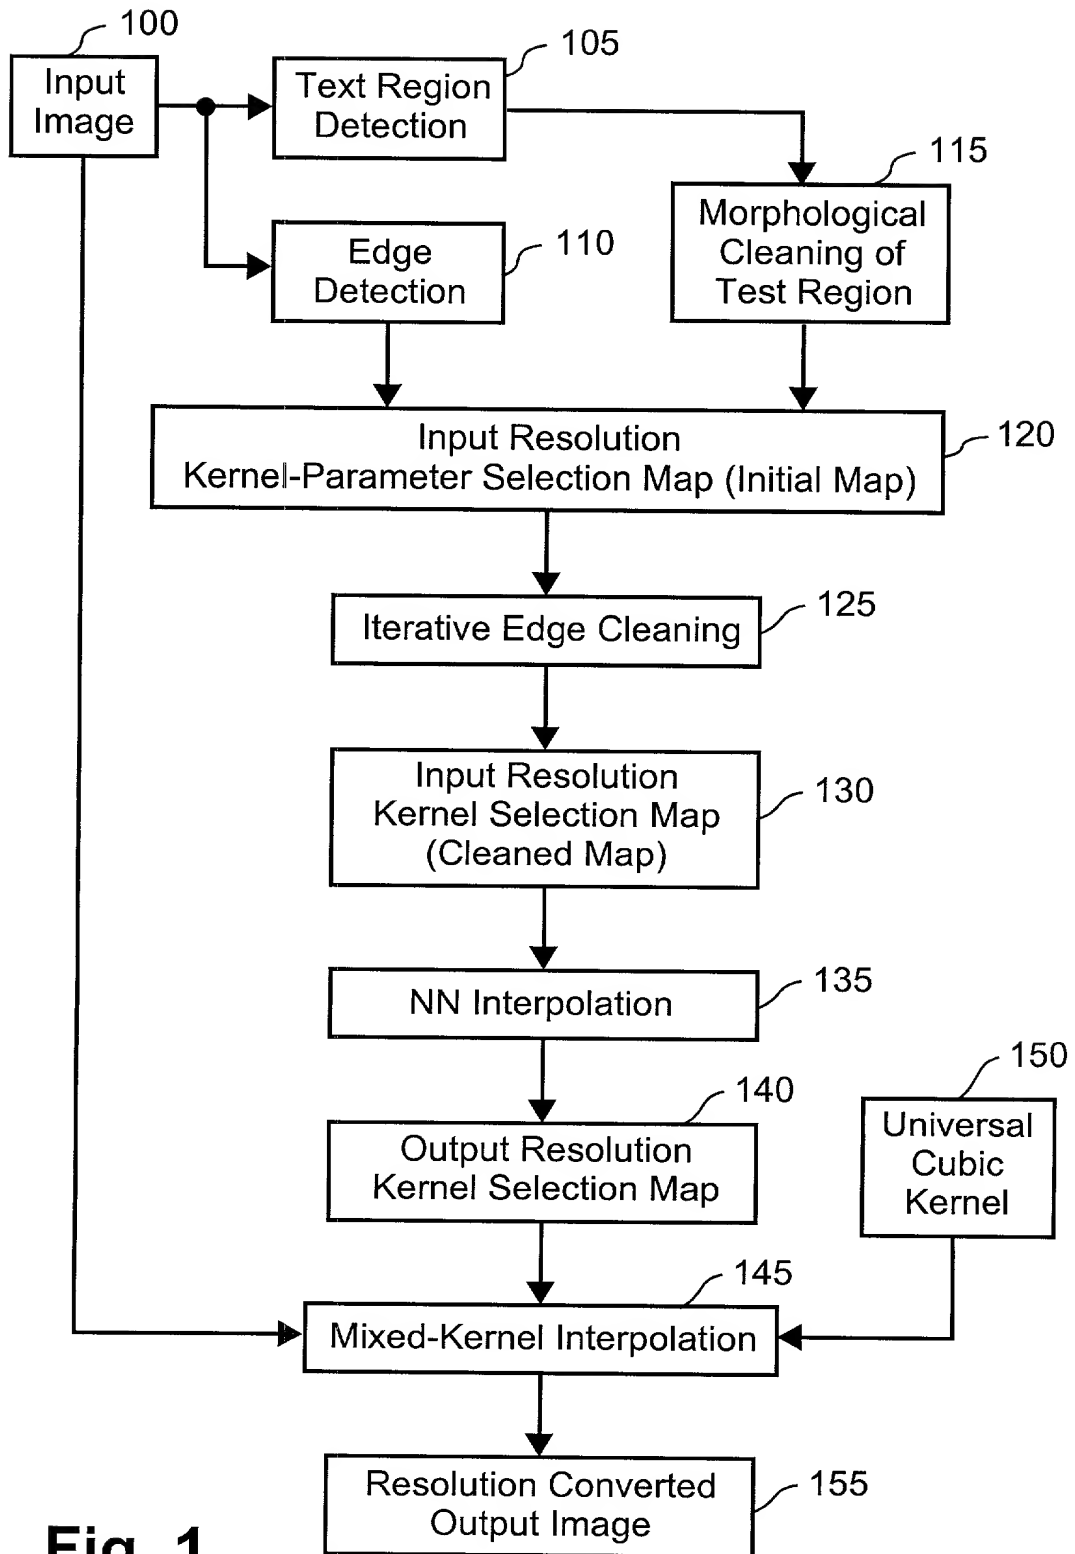 100
Input
Image
105
Text Region
Detection
110
Edge
Detection
115
Morphological
Cleaning of
Test Region
120
Input Resolution
Kernel-Parameter Selection Map (Initial Map)
125
Iterative Edge Cleaning
130
Input Resolution
Kernel Selection Map
(Cleaned Map)
135
NN Interpolation
140
Output Resolution
Kernel Selection Map
150
Universal
Cubic
Kernel
145
Mixed-Kernel Interpolation
155
Resolution Converted
Output Image
Fig. 1